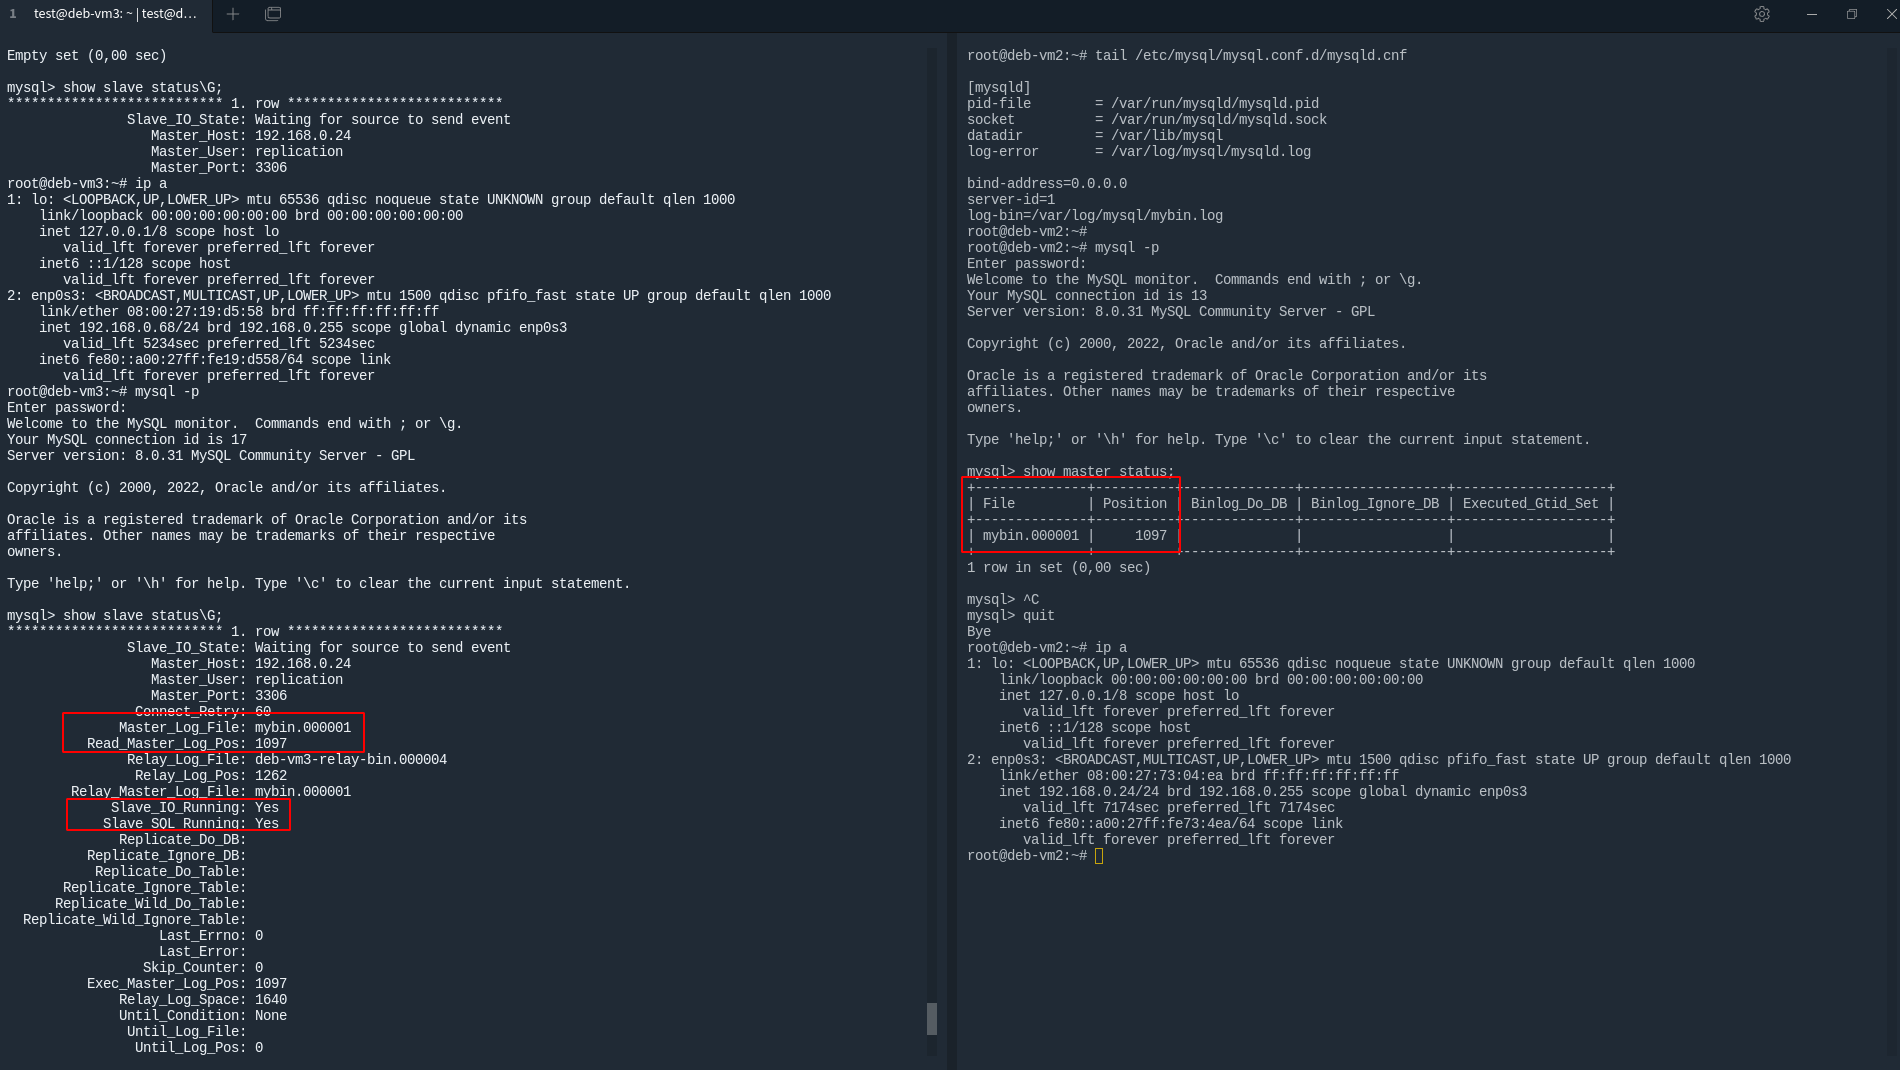 1 test@deb-vm3: ~ | test@d...
Empty set (0,00 sec)
mysql> show slave status\G;
*************************** 1. row ***************************
Slave_IO_State: Waiting for source to send event
Master_Host: 192.168.0.24
Master_User: replication
Master_Port: 3306
root@deb-vm3:~# ip a
1: lo: <LOOPBACK,UP,LOWER_UP> mtu 65536 qdisc noqueue state UNKNOWN group default qlen 1000
link/loopback 00:00:00:00:00:00 brd 00:00:00:00:00:00
inet 127.0.0.1/8 scope host lo
valid_lft forever preferred_lft forever
inet6 ::1/128 scope host
valid_lft forever preferred_lft forever
2: enp0s3: <BROADCAST,MULTICAST,UP,LOWER_UP> mtu 1500 qdisc pfifo_fast state UP group default qlen 1000
link/ether 08:00:27:19:d5:58 brd ff:ff:ff:ff:ff:ff
inet 192.168.0.68/24 brd 192.168.0.255 scope global dynamic enp0s3
valid_lft 5234sec preferred_lft 5234sec
inet6 fe80::a00:27ff:fe19:d558/64 scope link
valid_lft forever preferred_lft forever
root@deb-vm3:~# mysql -p
Enter password:
Welcome to the MySQL monitor.  Commands end with ; or \g.
Your MySQL connection id is 17
Server version: 8.0.31 MySQL Community Server - GPL
Copyright (c) 2000, 2022, Oracle and/or its affiliates.
Oracle is a registered trademark of Oracle Corporation and/or its
affiliates. Other names may be trademarks of their respective
owners.
Type 'help;' or '\h' for help. Type '\c' to clear the current input statement.
mysql> show slave status\G;
*************************** 1. row ***************************
Slave_IO_State: Waiting for source to send event
Master_Host: 192.168.0.24
Master_User: replication
Master_Port: 3306
Connect_Retry: 60
Master_Log_File: mybin.000001
Read_Master_Log_Pos: 1097
Relay_Log_File: deb-vm3-relay-bin.000004
Relay_Log_Pos: 1262
Relay_Master_Log_File: mybin.000001
Slave_IO_Running: Yes
Slave_SQL_Running: Yes
Replicate_Do_DB:
Replicate_Ignore_DB:
Replicate_Do_Table:
Replicate_Ignore_Table:
Replicate_Wild_Do_Table:
Replicate_Wild_Ignore_Table:
Last_Errno: 0
Last_Error:
Skip_Counter: 0
Exec_Master_Log_Pos: 1097
Relay_Log_Space: 1640
Until_Condition: None
Until_Log_File:
Until_Log_Pos: 0
root@deb-vm2:~# tail /etc/mysql/mysql.conf.d/mysqld.cnf
[mysqld]
pid-file        = /var/run/mysqld/mysqld.pid
socket          = /var/run/mysqld/mysqld.sock
datadir         = /var/lib/mysql
log-error       = /var/log/mysql/mysqld.log
bind-address=0.0.0.0
server-id=1
log-bin=/var/log/mysql/mybin.log
root@deb-vm2:~#
root@deb-vm2:~# mysql -p
Enter password:
Welcome to the MySQL monitor.  Commands end with ; or \g.
Your MySQL connection id is 13
Server version: 8.0.31 MySQL Community Server - GPL
Copyright (c) 2000, 2022, Oracle and/or its affiliates.
Oracle is a registered trademark of Oracle Corporation and/or its
affiliates. Other names may be trademarks of their respective
owners.
Type 'help;' or '\h' for help. Type '\c' to clear the current input statement.
mysql> show master status;
+--------------+----------+--------------+------------------+-------------------+
| File         | Position | Binlog_Do_DB | Binlog_Ignore_DB | Executed_Gtid_Set |
+--------------+----------+--------------+------------------+-------------------+
| mybin.000001 |     1097 |              |                  |                   |
+--------------+----------+--------------+------------------+-------------------+
1 row in set (0,00 sec)
mysql> ^C
mysql> quit
Bye
root@deb-vm2:~# ip a
1: lo: <LOOPBACK,UP,LOWER_UP> mtu 65536 qdisc noqueue state UNKNOWN group default qlen 1000
link/loopback 00:00:00:00:00:00 brd 00:00:00:00:00:00
inet 127.0.0.1/8 scope host lo
valid_lft forever preferred_lft forever
inet6 ::1/128 scope host
valid_lft forever preferred_lft forever
2: enp0s3: <BROADCAST,MULTICAST,UP,LOWER_UP> mtu 1500 qdisc pfifo_fast state UP group default qlen 1000
link/ether 08:00:27:73:04:ea brd ff:ff:ff:ff:ff:ff
inet 192.168.0.24/24 brd 192.168.0.255 scope global dynamic enp0s3
valid_lft 7174sec preferred_lft 7174sec
inet6 fe80::a00:27ff:fe73:4ea/64 scope link
valid_lft forever preferred_lft forever
root@deb-vm2:~#